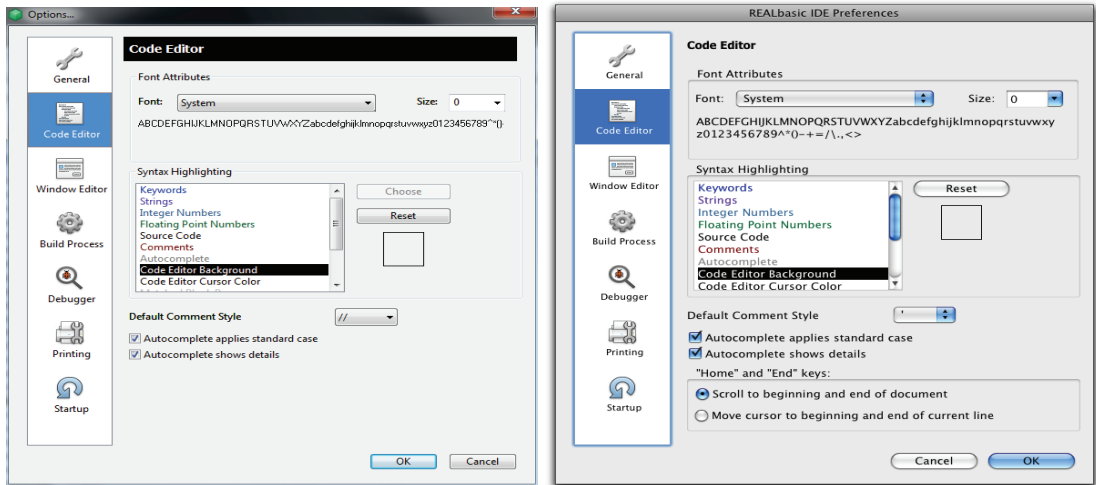 Options...
General
Code Editor
Window Editor
Build Process
Debugger
Printing
Startup
Code Editor
Font Attributes
Font: System Size: 0
ABCDEFGHIJKLMNOPQRSTUVWXYZabcdefghijklmnopqrstuvwxyz0123456789^*()-
Syntax Highlighting
Keywords
Strings
Integer Numbers
Floating Point Numbers
Source Code
Comments
Autocomplete
Code Editor Background
Code Editor Cursor Color
Choose
Reset
Default Comment Style //
Autocomplete applies standard case
Autocomplete shows details
OK Cancel
REALbasic IDE Preferences
General
Code Editor
Window Editor
Build Process
Debugger
Printing
Startup
Code Editor
Font Attributes
Font: System Size: 0
ABCDEFGHIJKLMNOPQRSTUVWXYZabcdefghijklmnopqrstuvwxy
z0123456789^*()-+=/\.,<>
Syntax Highlighting
Keywords
Strings
Integer Numbers
Floating Point Numbers
Source Code
Comments
Autocomplete
Code Editor Background
Code Editor Cursor Color
Reset
Default Comment Style '
Autocomplete applies standard case
Autocomplete shows details
"Home" and "End" keys:
Scroll to beginning and end of document
Move cursor to beginning and end of current line
Cancel OK